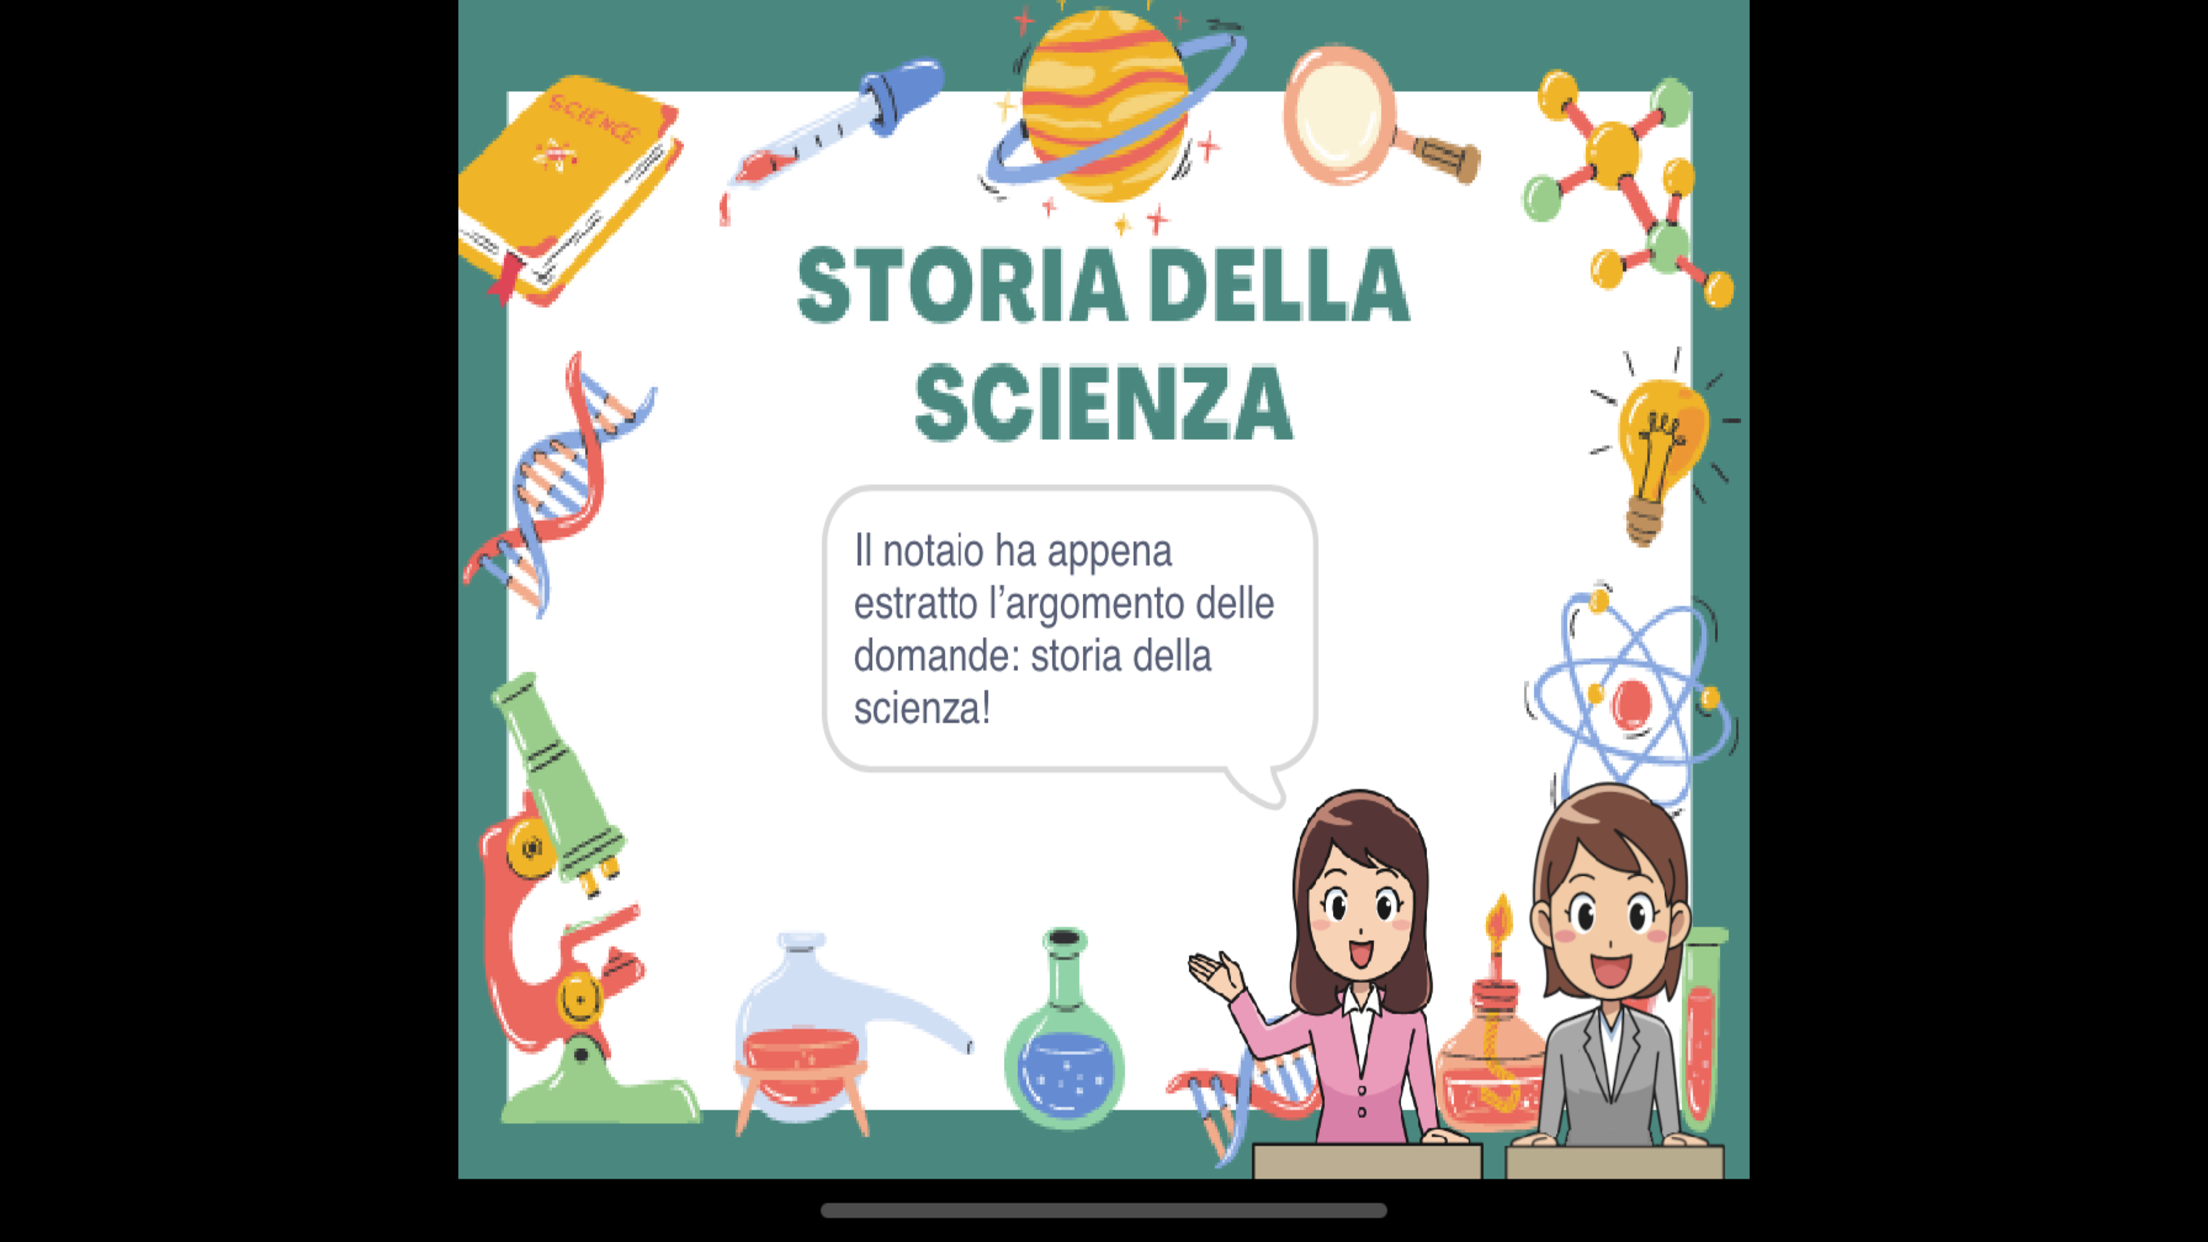 SCIENCE
STORIA DELLA
SCIENZA
Il notaio ha appena
estratto l’argomento delle
domande: storia della
scienza!